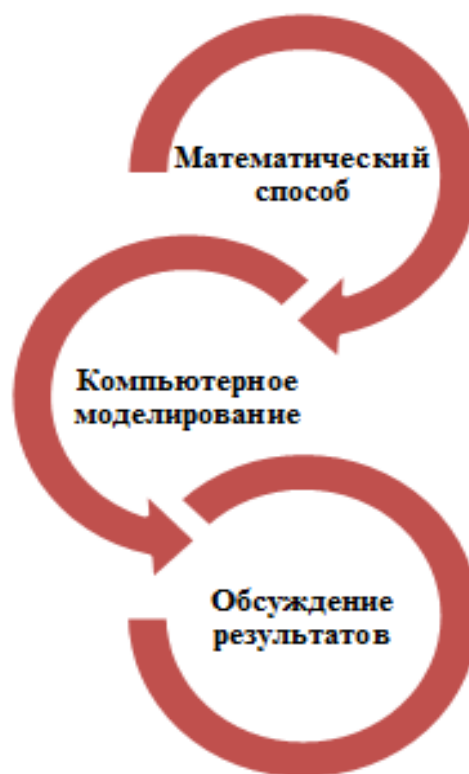 Математический
способ
Компьютерное
моделирование
Обсуждение
результатов